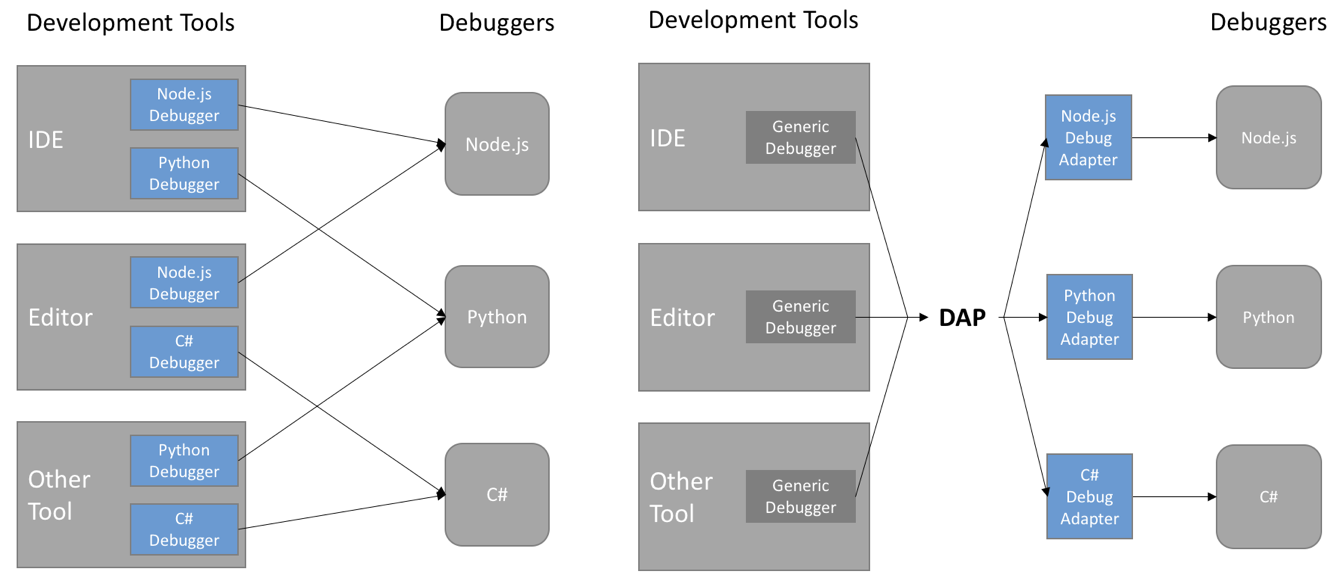 Development Tools
Debuggers
IDE
Node.js
Debugger
Python
Debugger
Node.js
Editor
Node.js
Debugger
C#
Debugger
Python
Other
Tool
Python
Debugger
C#
Debugger
C#
Development Tools
Debuggers
IDE
Generic
Debugger
Node.js
Debug
Adapter
Node.js
Editor
Generic
Debugger
DAP
Python
Debug
Adapter
Python
Other
Tool
Generic
Debugger
C#
Debug
Adapter
C#